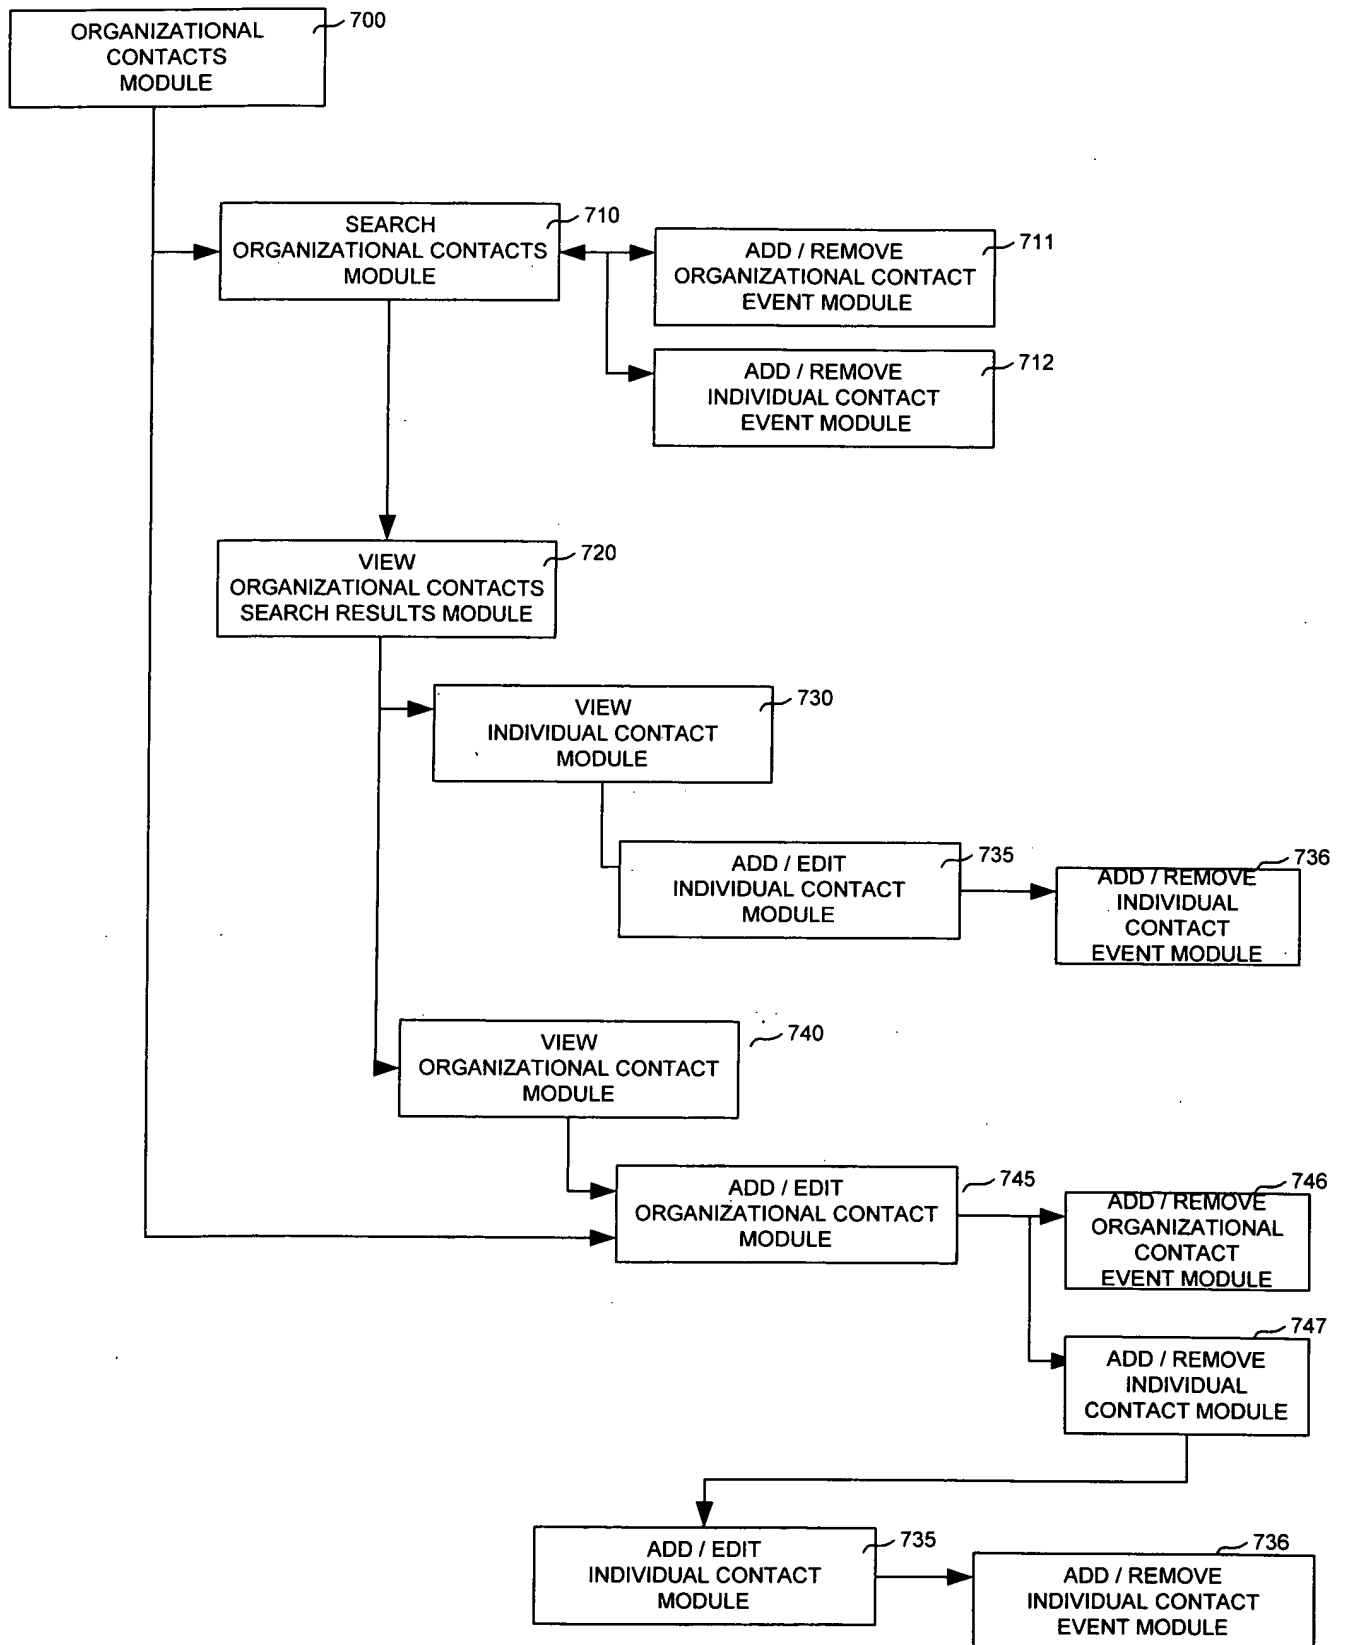 ORGANIZATIONAL
CONTACTS
MODULE
700
SEARCH
ORGANIZATIONAL CONTACTS
MODULE
710
ADD / REMOVE
ORGANIZATIONAL CONTACT
EVENT MODULE
711
ADD / REMOVE
INDIVIDUAL CONTACT
EVENT MODULE
712
VIEW
ORGANIZATIONAL CONTACTS
SEARCH RESULTS MODULE
720
VIEW
INDIVIDUAL CONTACT
MODULE
730
ADD / EDIT
INDIVIDUAL CONTACT
MODULE
735
ADD / REMOVE
INDIVIDUAL
CONTACT
EVENT MODULE
736
VIEW
ORGANIZATIONAL CONTACT
MODULE
740
ADD / EDIT
ORGANIZATIONAL CONTACT
MODULE
745
ADD / REMOVE
ORGANIZATIONAL
CONTACT
EVENT MODULE
746
ADD / REMOVE
INDIVIDUAL
CONTACT MODULE
747
ADD / EDIT
INDIVIDUAL CONTACT
MODULE
735
ADD / REMOVE
INDIVIDUAL CONTACT
EVENT MODULE
736